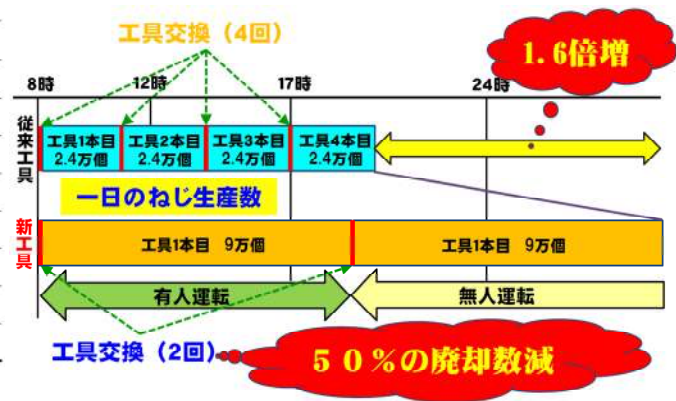 工具交換（4回）
1.6倍増
8時
12時
17時
24時
従来工具
工具1本目
2.4万個
工具2本目
2.4万個
工具3本目
2.4万個
工具4本目
2.4万個
一日のねじ生産数
新工具
工具1本目 9万個
工具1本目 9万個
有人運転
無人運転
工具交換（2回）
５０％の廃却数減